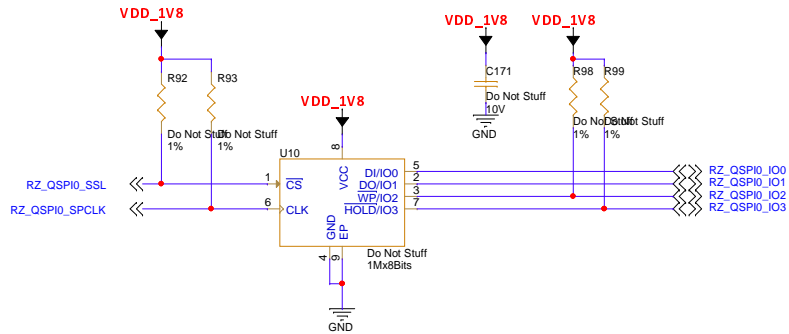 VDD_1V8
VDD_1V8
VDD_1V8
R92
R93
C171
R98
R99
VDD_1V8
Do Not Stuff
10V
GND
Do Not Stuff
1%
Do Not Stuff
1%
Do Not Stuff
1%
Do Not Stuff
1%
U10
8
VCC
RZ_QSPI0_SSL
1
CS
DI/IO0
5
RZ_QSPI0_IO0
DO/IO1
2
RZ_QSPI0_IO1
WP/IO2
3
RZ_QSPI0_IO2
RZ_QSPI0_SPCLK
6
CLK
HOLD/IO3
7
RZ_QSPI0_IO3
GND
EP
4
9
Do Not Stuff
1Mx8Bits
GND